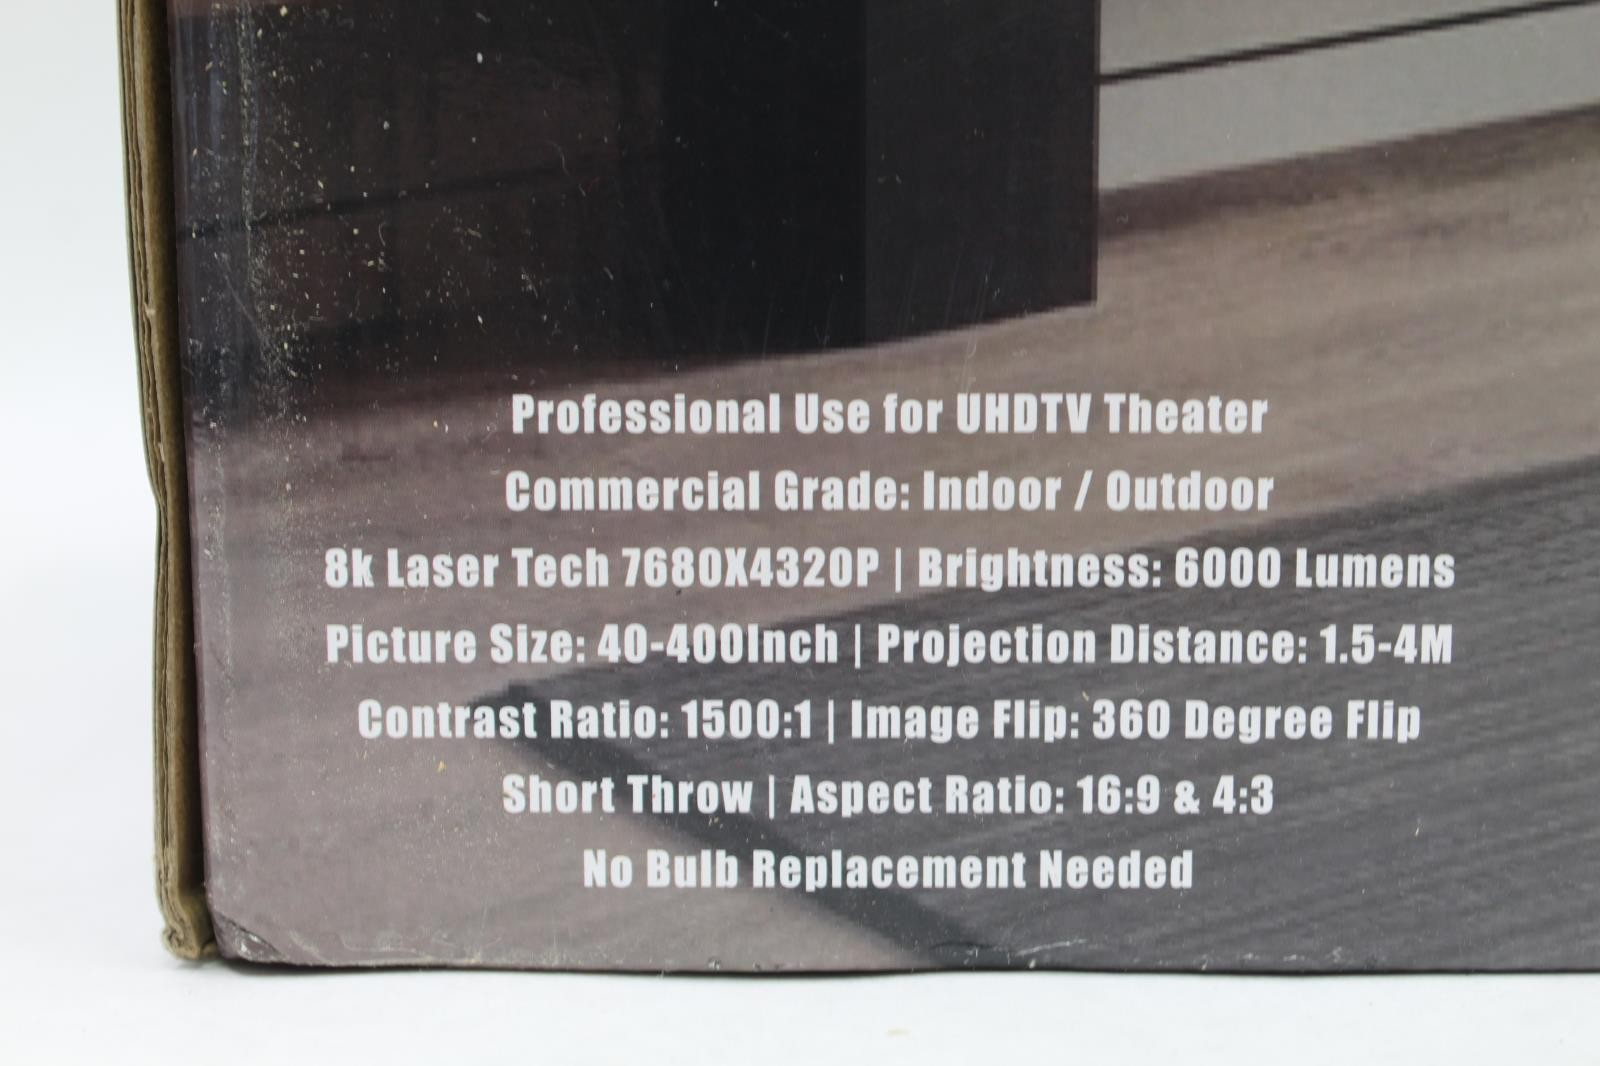 Professional Use for UHDTV Theater
Commercial Grade: Indoor / Outdoor
8k Laser Tech 7680X4320P | Brightness: 6000 Lumens
Picture Size: 40-400Inch | Projection Distance: 1.5-4M
Contrast Ratio: 1500:1 | Image Flip: 360 Degree Flip
Short Throw | Aspect Ratio: 16:9 & 4:3
No Bulb Replacement Needed